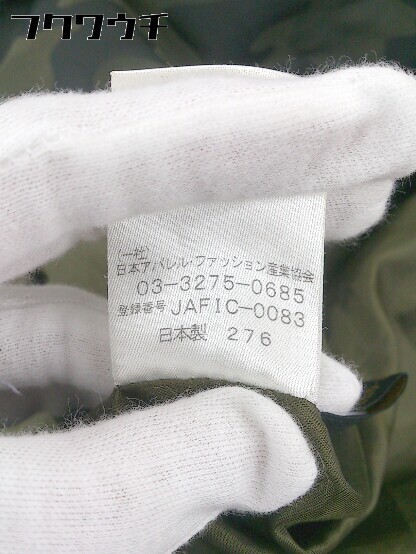 フクワウチ
(一社)
日本アパレル・ファッション産業協会
03-3275-0685
登録番号 JAFIC-0083
日本製 276